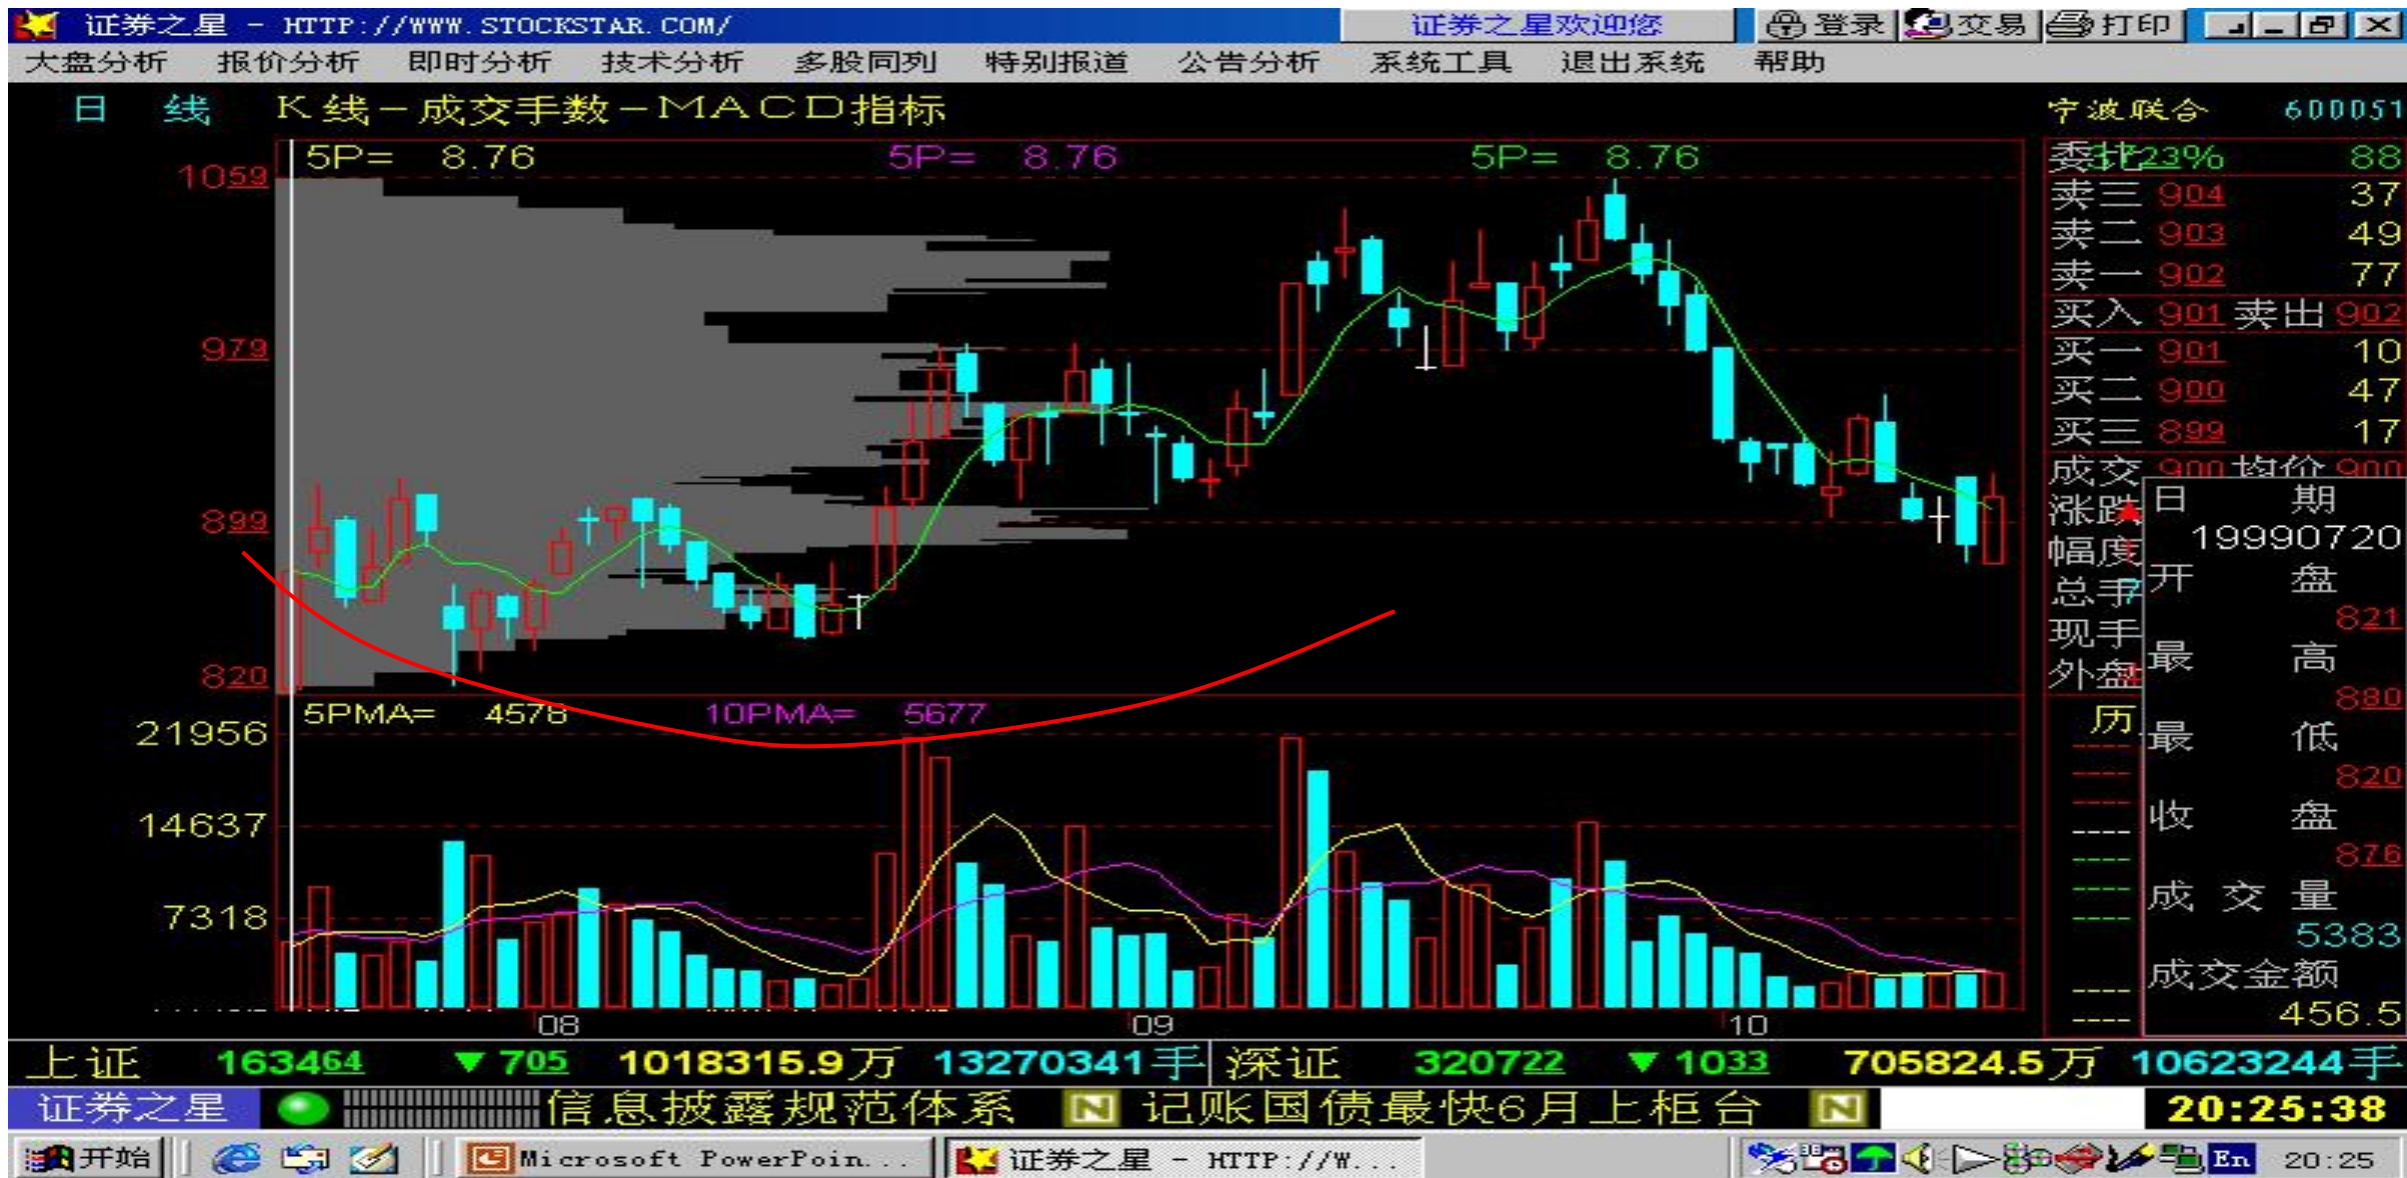 证券之星 - HTTP://WWW.STOCKSTAR.COM/ 证券之星欢迎您 登录 交易 打印
大盘分析 报价分析 即时分析 技术分析 多股同列 特别报道 公告分析 系统工具 退出系统 帮助
日 线 K线-成交手数-MACD指标 宁波联合 600051
5P= 8.76 5P= 8.76 5P= 8.76
委比 23% 88
1059
卖三 904 37
卖二 903 49
卖一 902 77
买入 901 卖出 902
979
买一 901 10
买二 900 47
买三 899 17
成交 900 均价 900
899
涨跌
幅度
总手 7
现手
外盘
日 期
19990720
开 盘
821
最 高
880
最 低
820
收 盘
876
成 交 量
5383
成交金额
456.5
820
5PMA= 4578 10PMA= 5677
历
21956
14637
7318
08 09 10
上证 163464 ▼705 1018315.9万 13270341手 深证 320722 ▼1033 705824.5万 10623244手
证券之星 信息披露规范体系 N 记账国债最快6月上柜台 N 20:25:38
开始 Microsoft PowerPoin... 证券之星 - HTTP://W... En 20:25